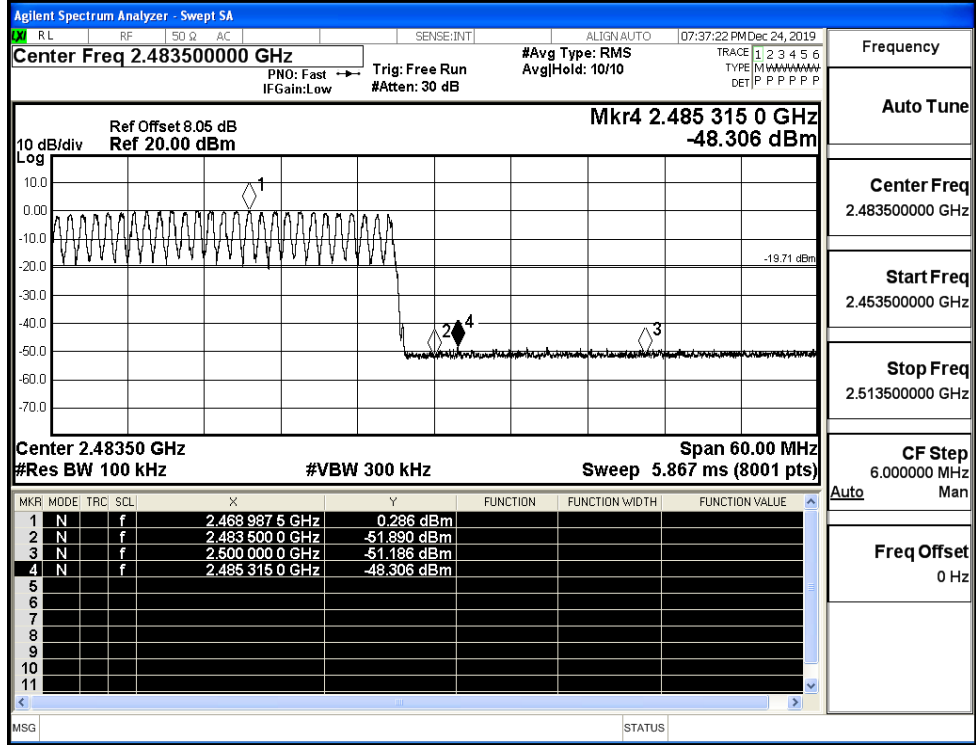 Agilent Spectrum Analyzer - Swept SA
LXI RL RF 50 Ω AC SENSE:INT ALIGN AUTO 07:37:22 PM Dec 24, 2019
Center Freq 2.483500000 GHz
PNO: Fast
IFGain:Low
Trig: Free Run
#Atten: 30 dB
#Avg Type: RMS
Avg|Hold: 10/10
TRACE 1 2 3 4 5 6
TYPE M W W W W W
DET P P P P P P
Frequency
Auto Tune
Center Freq
2.483500000 GHz
Start Freq
2.453500000 GHz
Stop Freq
2.513500000 GHz
CF Step
6.000000 MHz
Auto Man
Freq Offset
0 Hz
Mkr4 2.485 315 0 GHz
-48.306 dBm
Ref Offset 8.05 dB
10 dB/div Ref 20.00 dBm
Log
10.0
0.00
-10.0
-20.0
-30.0
-40.0
-50.0
-60.0
-70.0
1
2
4
3
-19.71 dBm
Center 2.48350 GHz Span 60.00 MHz
#Res BW 100 kHz #VBW 300 kHz Sweep 5.867 ms (8001 pts)
MKR MODE TRC SCL X Y FUNCTION FUNCTION WIDTH FUNCTION VALUE
1 N f 2.468 987 5 GHz 0.286 dBm
2 N f 2.483 500 0 GHz -51.890 dBm
3 N f 2.500 000 0 GHz -51.186 dBm
4 N f 2.485 315 0 GHz -48.306 dBm
5
6
7
8
9
10
11
MSG STATUS